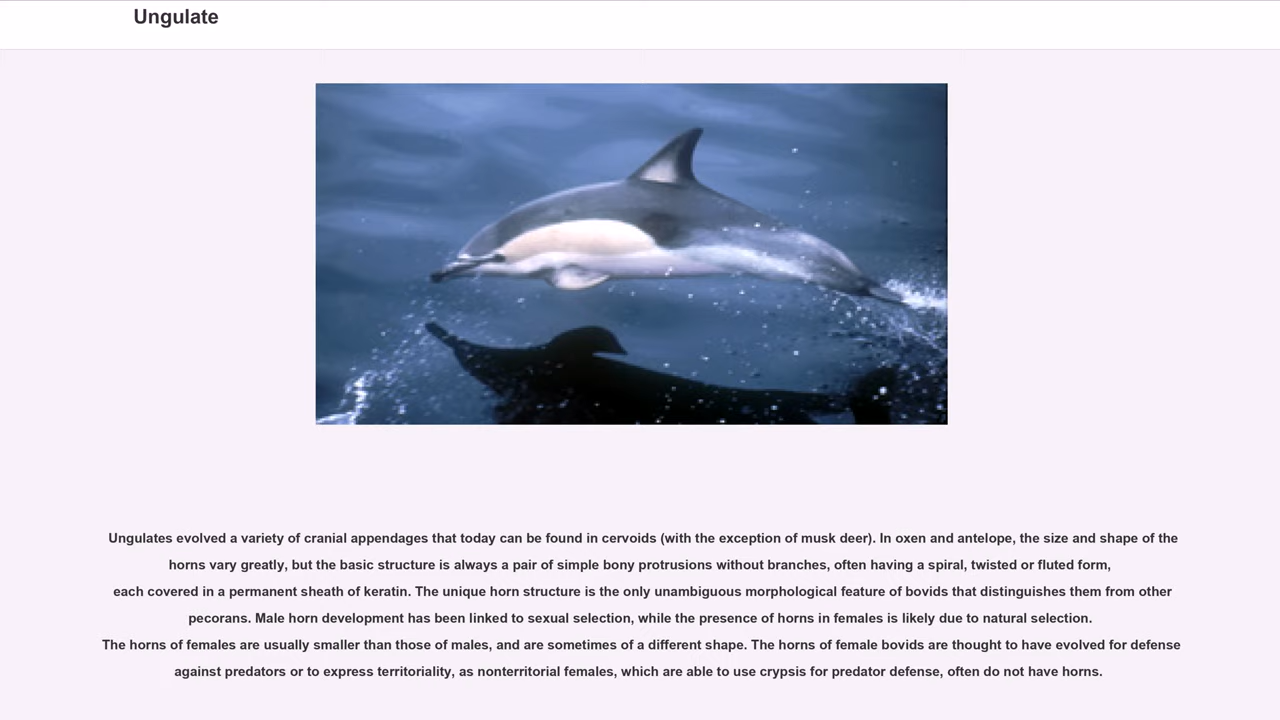 Ungulate
Ungulates evolved a variety of cranial appendages that today can be found in cervoids (with the exception of musk deer). In oxen and antelope, the size and shape of the
horns vary greatly, but the basic structure is always a pair of simple bony protrusions without branches, often having a spiral, twisted or fluted form,
each covered in a permanent sheath of keratin. The unique horn structure is the only unambiguous morphological feature of bovids that distinguishes them from other
pecorans. Male horn development has been linked to sexual selection, while the presence of horns in females is likely due to natural selection.
The horns of females are usually smaller than those of males, and are sometimes of a different shape. The horns of female bovids are thought to have evolved for defense
against predators or to express territoriality, as nonterritorial females, which are able to use crypsis for predator defense, often do not have horns.